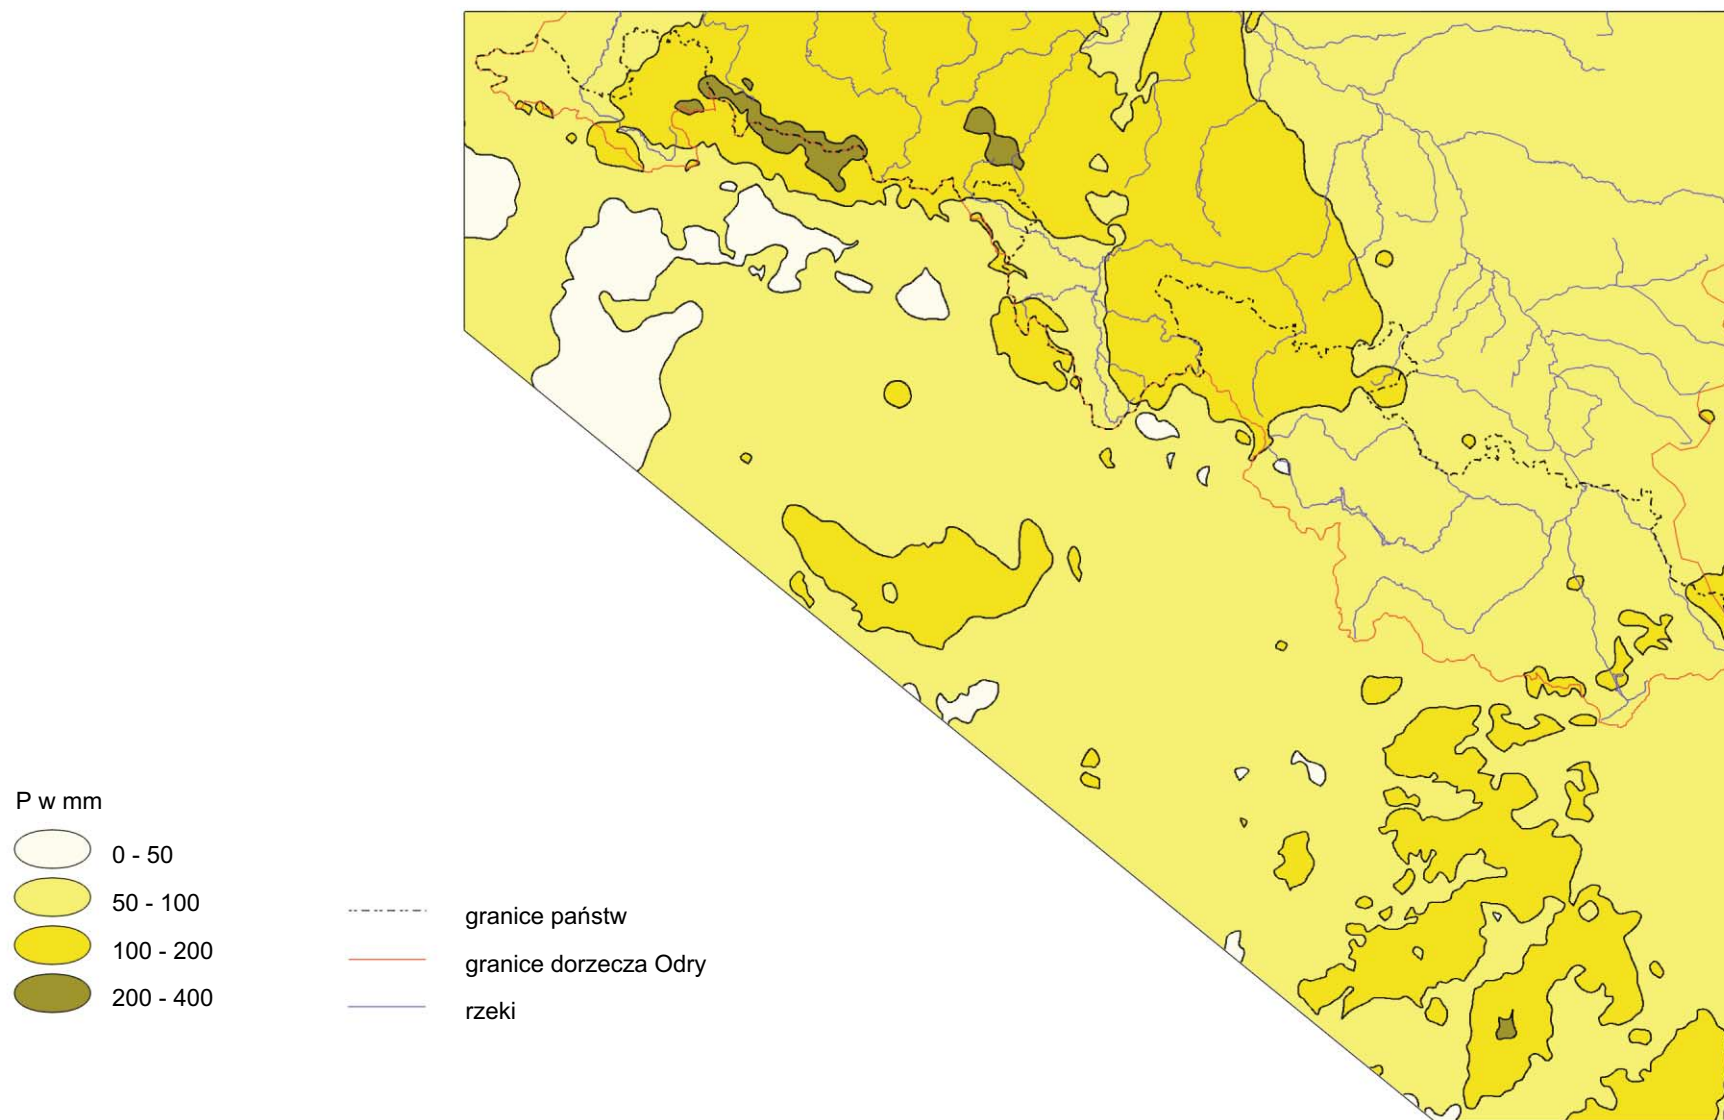 P w mm
0 - 50
50 - 100
100 - 200
200 - 400
granice państw
granice dorzecza Odry
rzeki